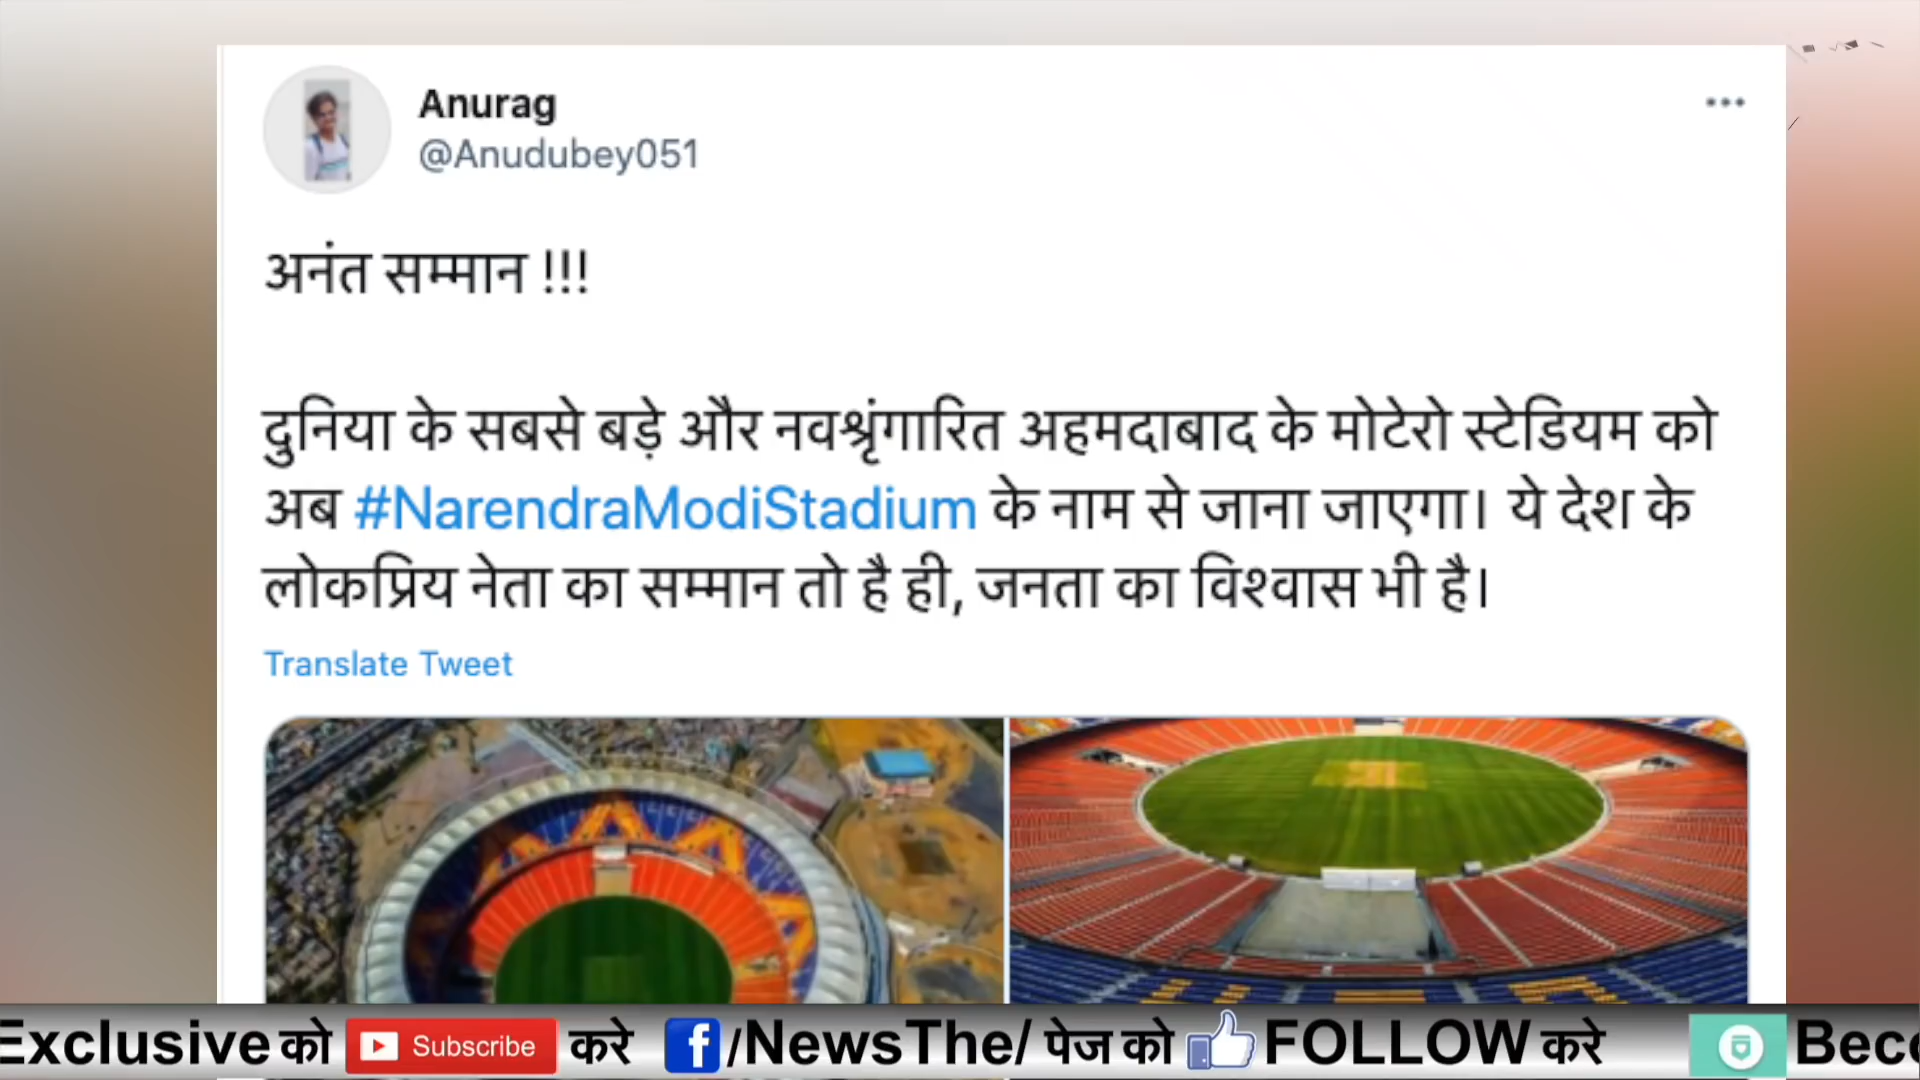 Anurag
@Anudubey051
अनंत सम्मान !!!
दुनिया के सबसे बड़े और नवश्रृंगारित अहमदाबाद के मोटेरो स्टेडियम को
अब #NarendraModiStadium के नाम से जाना जाएगा। ये देश के
लोकप्रिय नेता का सम्मान तो है ही, जनता का विश्वास भी है।
Translate Tweet
Exclusive को Subscribe करे f/NewsThe/ पेज को FOLLOW करे